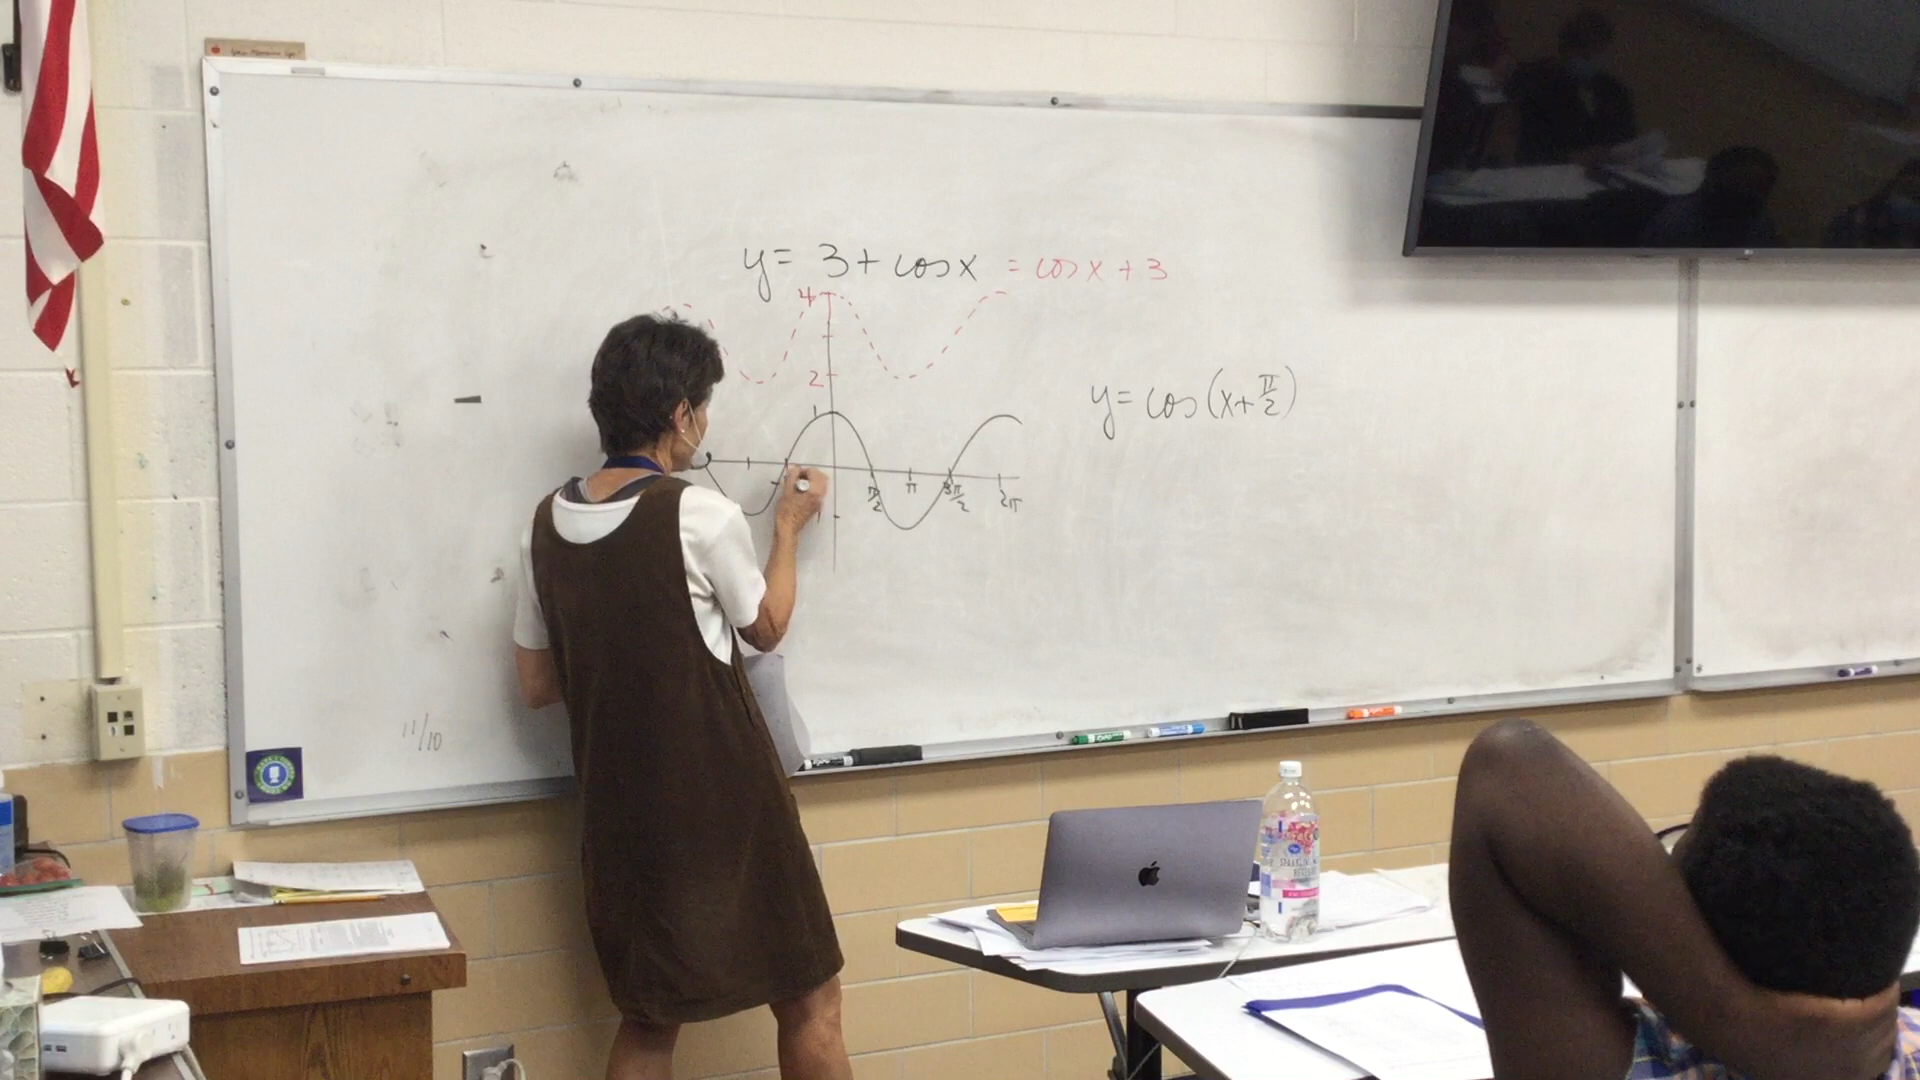 y = 3 + cos x = cos x + 3
4
2
1
π/2 π 3π/2 2π
y = cos(x + π/2)
11/10